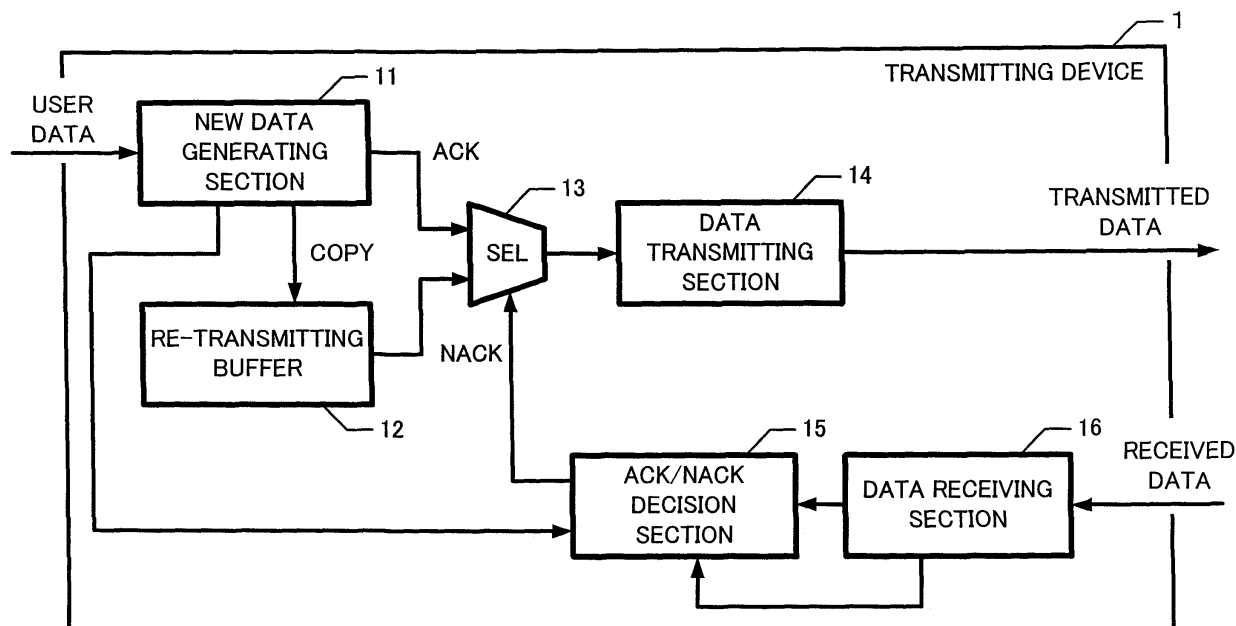 1
TRANSMITTING DEVICE
USER
DATA
11
NEW DATA
GENERATING
SECTION
ACK
13
SEL
14
DATA
TRANSMITTING
SECTION
TRANSMITTED
DATA
COPY
RE-TRANSMITTING
BUFFER
12
NACK
15
ACK/NACK
DECISION
SECTION
16
DATA RECEIVING
SECTION
RECEIVED
DATA